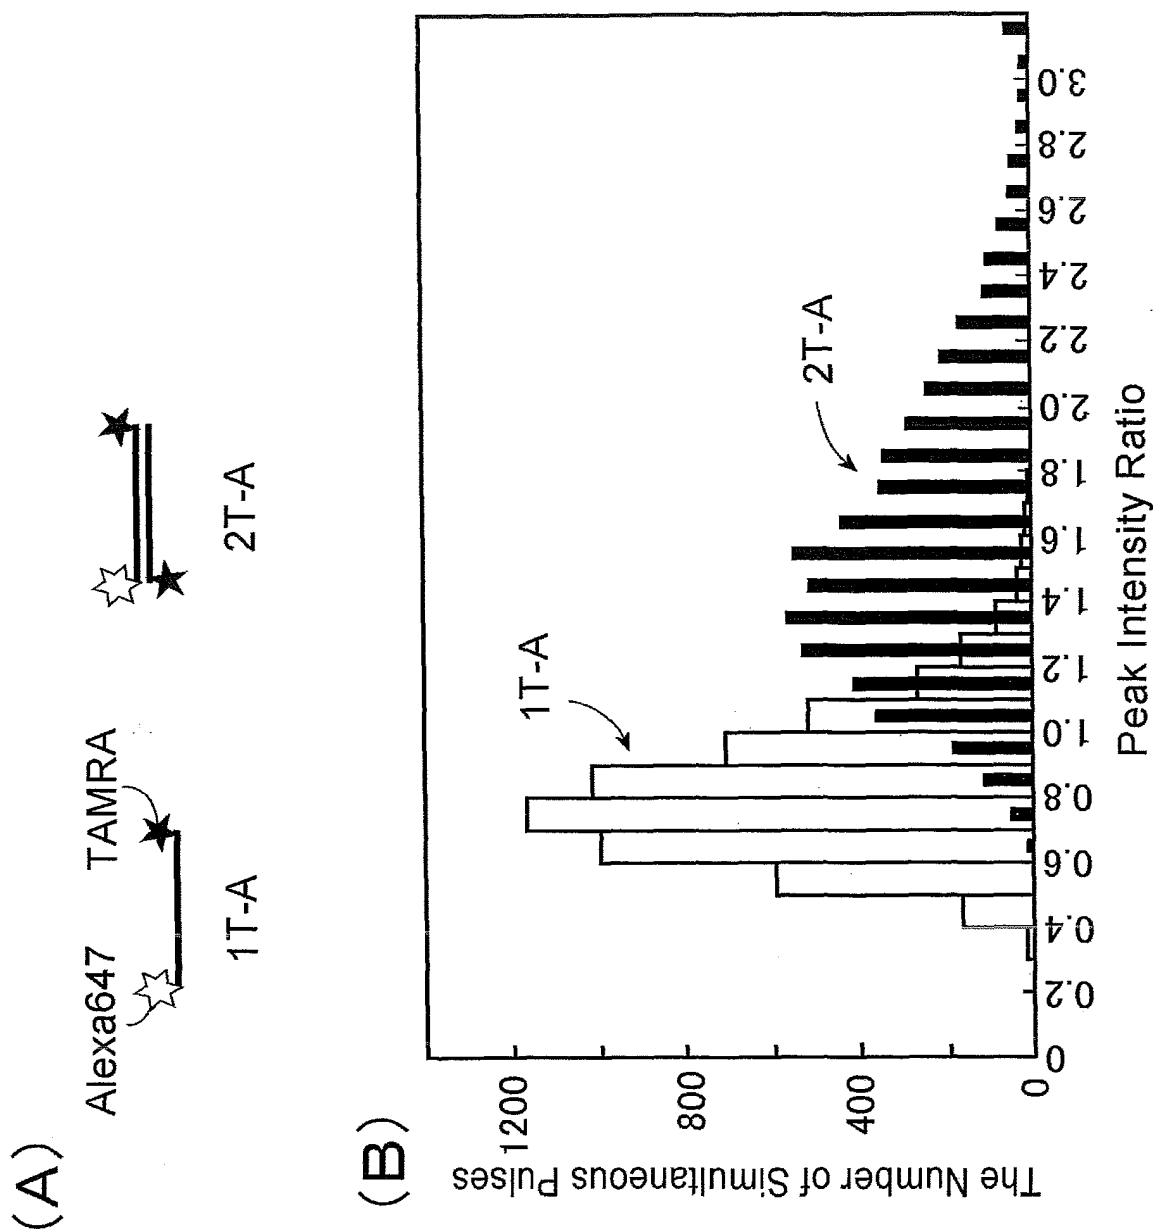 (A)
Alexa647
TAMRA
1T-A
2T-A
(B)
The Number of Simultaneous Pulses
1200
800
400
0
1T-A
2T-A
0
0.2
0.4
0.6
0.8
1.0
1.2
1.4
1.6
1.8
2.0
2.2
2.4
2.6
2.8
3.0
Peak Intensity Ratio